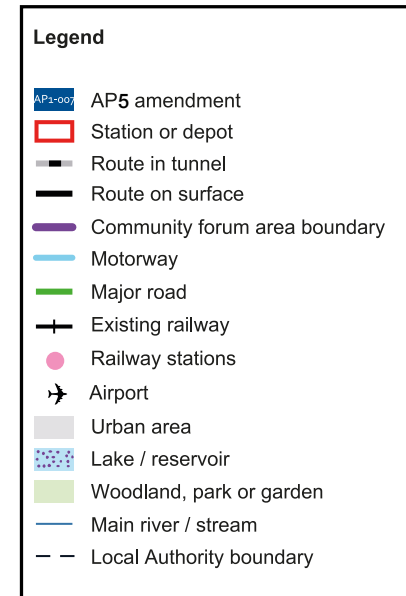 Legend
AP1-007 AP5 amendment
Station or depot
Route in tunnel
Route on surface
Community forum area boundary
Motorway
Major road
Existing railway
Railway stations
Airport
Urban area
Lake / reservoir
Woodland, park or garden
Main river / stream
Local Authority boundary